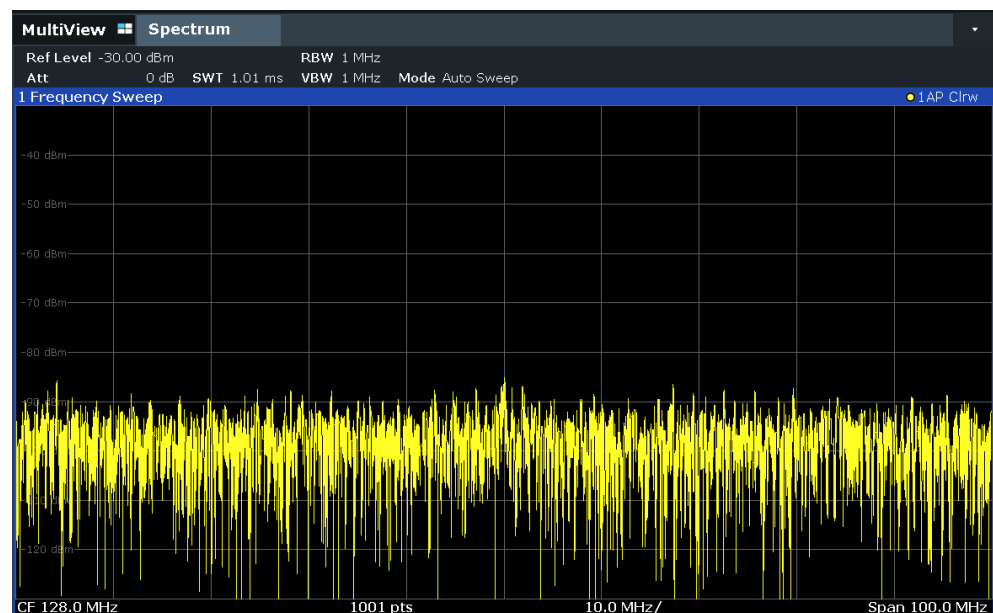 MultiView Spectrum
Ref Level -30.00 dBm RBW 1 MHz
Att 0 dB SWT 1.01 ms VBW 1 MHz Mode Auto Sweep
1 Frequency Sweep 1AP Clrw
-40 dBm
-50 dBm
-60 dBm
-70 dBm
-80 dBm
-90 dBm
-120 dBm
CF 128.0 MHz 1001 pts 10.0 MHz/ Span 100.0 MHz